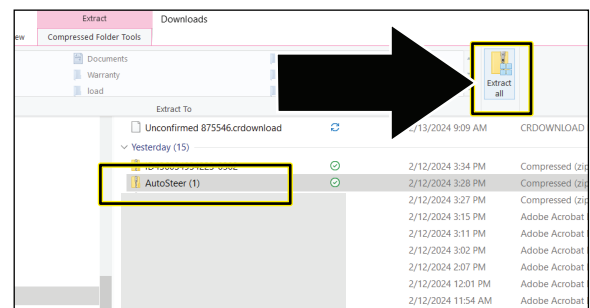 Extract
Downloads
ew
Compressed Folder Tools
Documents
Warranty
load
Extract To
Extract
all
Unconfirmed 875546.crdownload
2/13/2024 9:09 AM
CRDOWNLOAD
Yesterday (15)
2/12/2024 3:34 PM
Compressed (zip
AutoSteer (1)
2/12/2024 3:28 PM
Compressed (zip
2/12/2024 3:27 PM
Compressed (zip
2/12/2024 3:15 PM
Adobe Acrobat
2/12/2024 3:11 PM
Adobe Acrobat
2/12/2024 3:02 PM
Adobe Acrobat
2/12/2024 2:07 PM
Adobe Acrobat
2/12/2024 12:01 PM
Adobe Acrobat
2/12/2024 11:54 AM
Adobe Acrobat